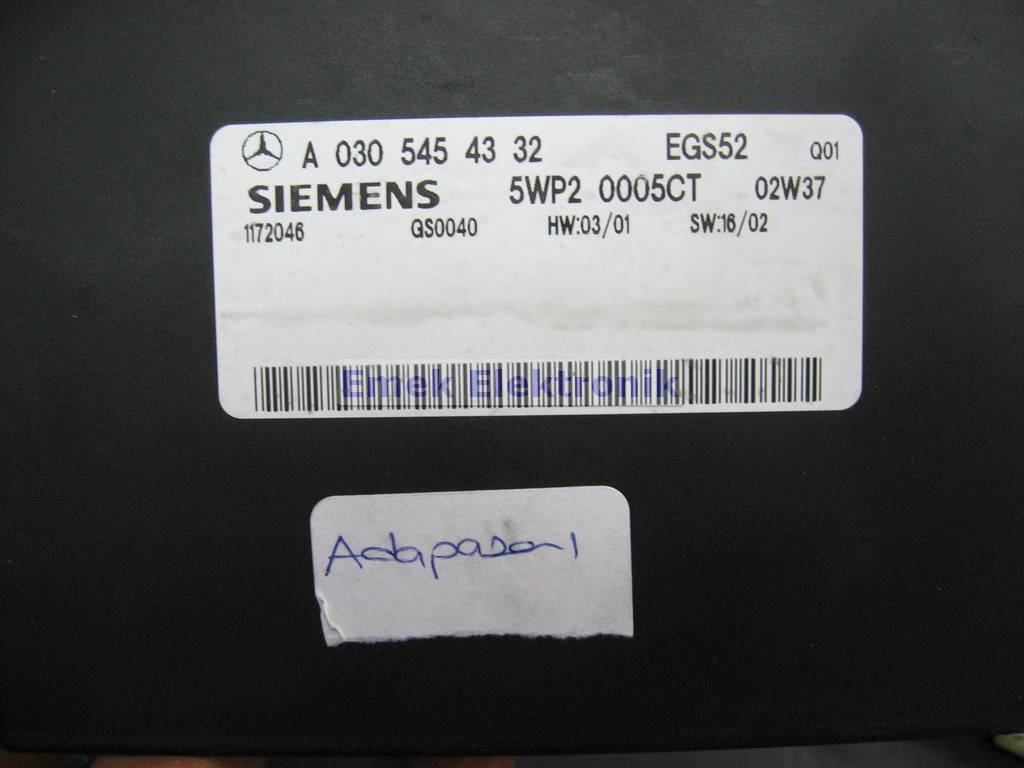 A 030 545 43 32 EGS52 Q01
SIEMENS 5WP2 0005CT 02W37
1172046 GS0040 HW:03/01 SW:16/02
Emek Elektronik
Adapazarı